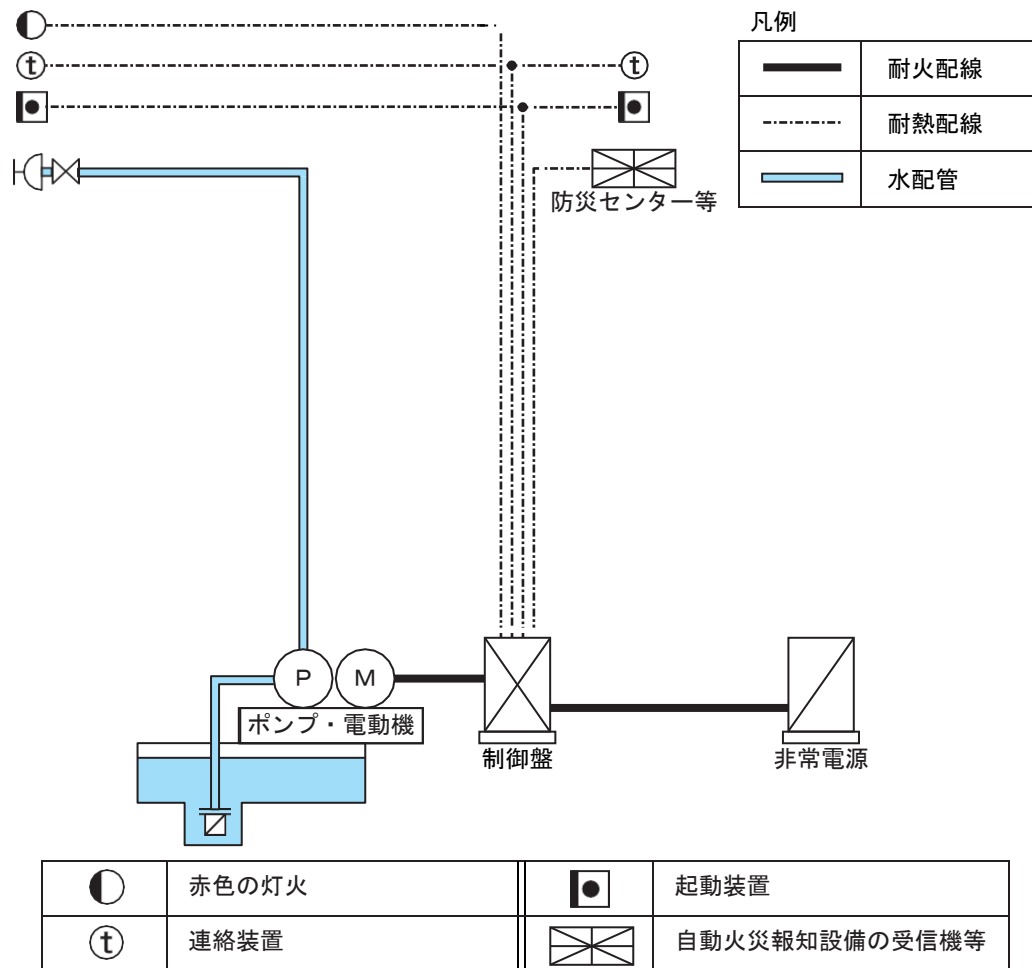 凡例
ⓣ
ⓣ
耐火配線
耐熱配線
水配管
防災センター等
P
M
ポンプ・電動機
制御盤
非常電源
赤色の灯火
起動装置
ⓣ
連絡装置
自動火災報知設備の受信機等